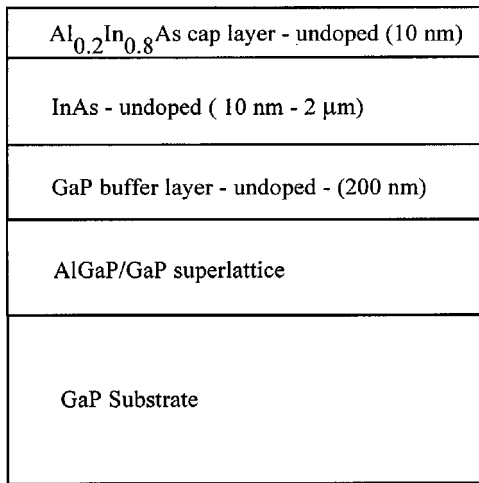 Al0.2In0.8As cap layer - undoped (10 nm)
InAs - undoped ( 10 nm - 2 μm)
GaP buffer layer - undoped - (200 nm)
AlGaP/GaP superlattice
GaP Substrate